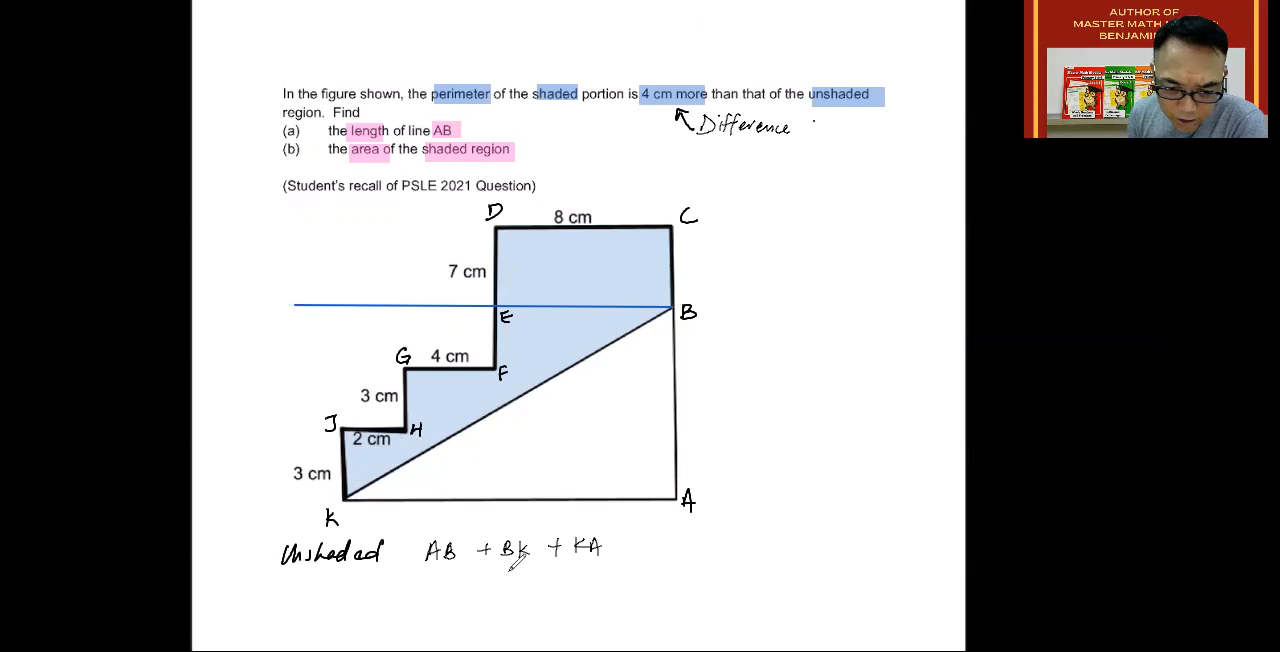 AUTHOR OF
MASTER MATH
BENJAMIN
In the figure shown, the perimeter of the shaded portion is 4 cm more than that of the unshaded
region. Find
Difference
(a) the length of line AB
(b) the area of the shaded region
(Student's recall of PSLE 2021 Question)
D 8 cm C
7 cm
E B
G 4 cm F
3 cm
J H
2 cm
3 cm
K A
Unshaded AB + BK + KA